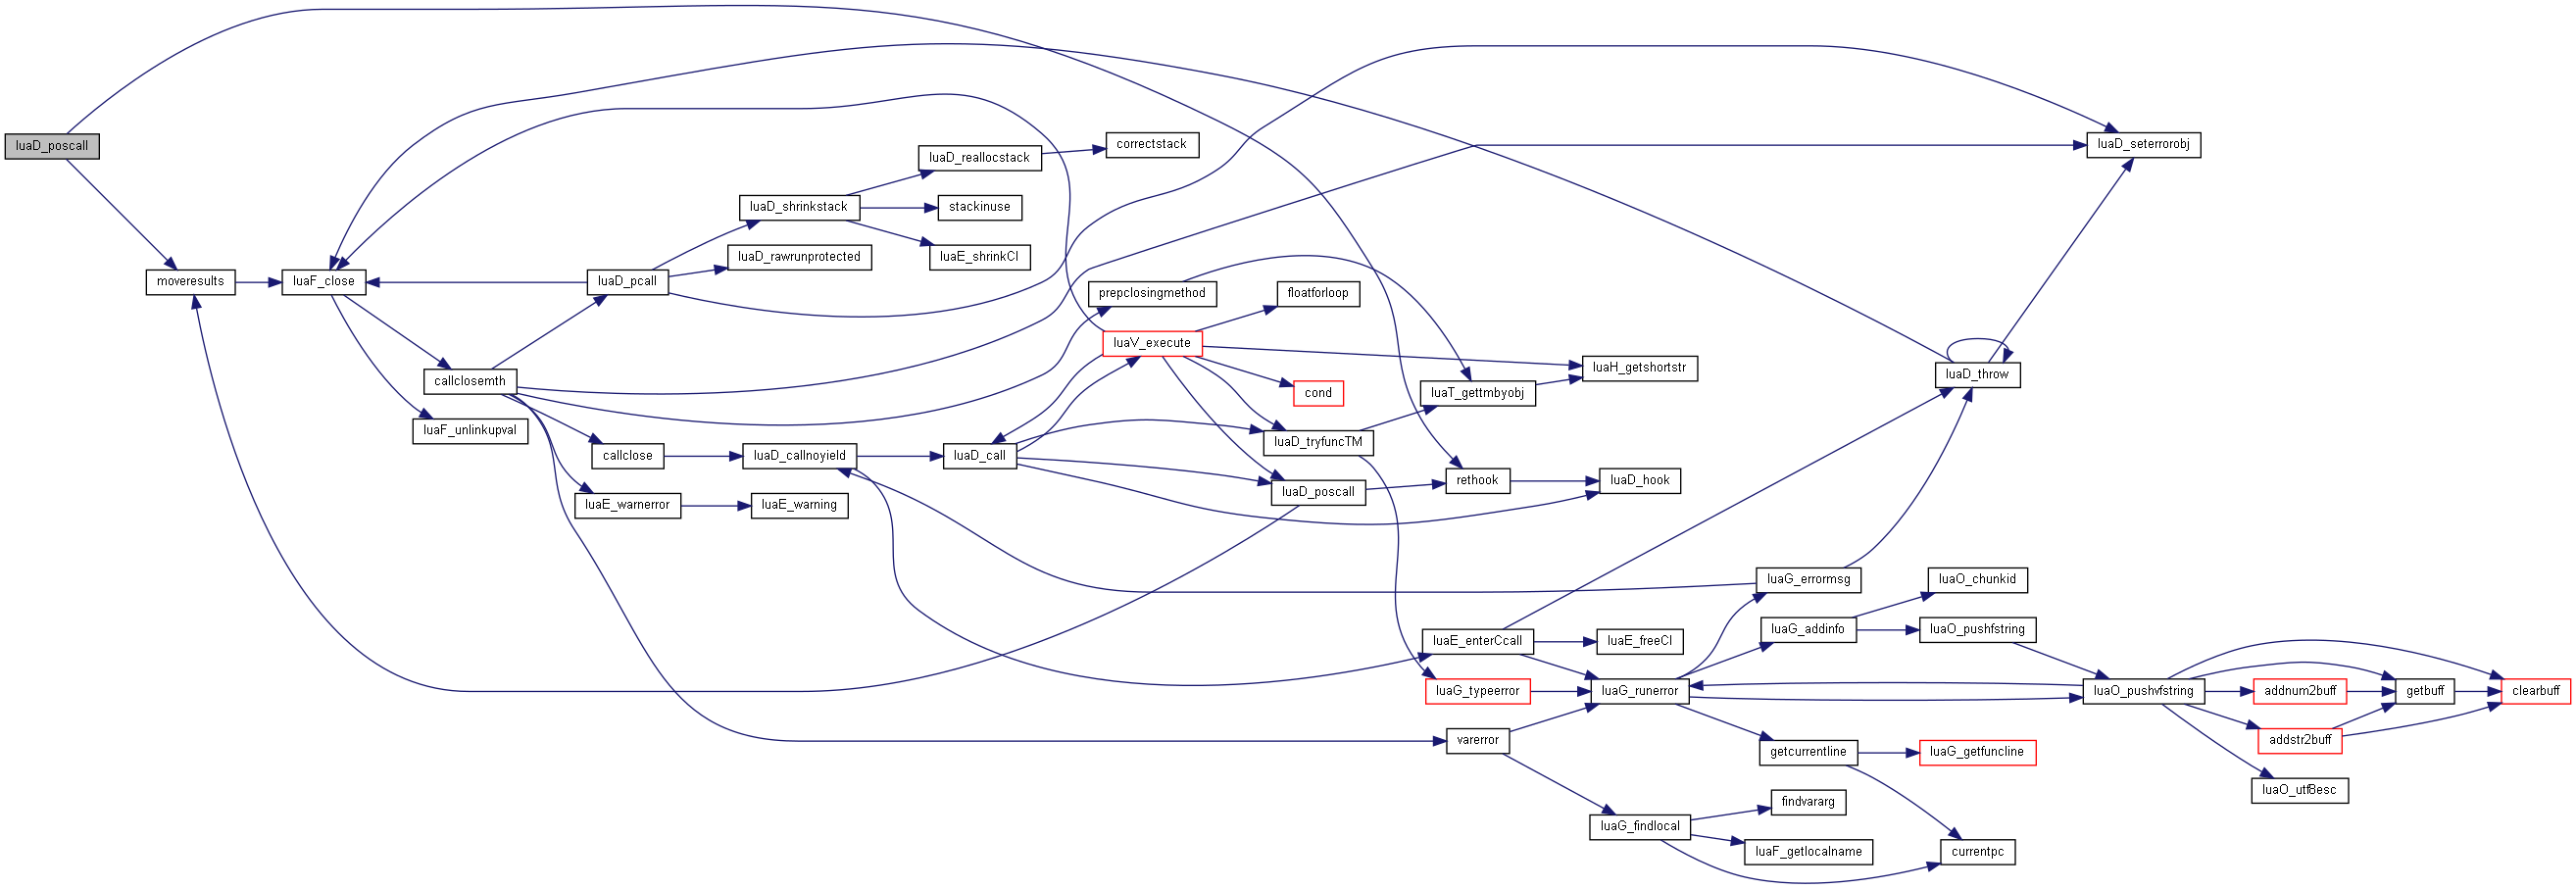 luaD_poscall
moveresults
luaF_close
callclosemth
luaF_unlinkupval
luaD_pcall
callclose
luaE_warnerror
luaD_shrinkstack
luaD_rawrunprotected
luaD_callnoyield
luaE_warning
luaD_reallocstack
stackinuse
luaE_shrinkCI
luaD_call
correctstack
prepclosingmethod
luaV_execute
floatforloop
cond
luaD_tryfuncTM
luaD_poscall
luaT_gettmbyobj
rethook
luaE_enterCcall
luaG_typeerror
varerror
luaH_getshortstr
luaD_hook
luaE_freeCI
luaG_runerror
luaG_findlocal
luaG_errormsg
luaG_addinfo
getcurrentline
findvararg
luaF_getlocalname
luaD_throw
luaO_chunkid
luaO_pushfstring
luaG_getfuncline
currentpc
luaD_seterrorobj
luaO_pushvfstring
addnum2buff
addstr2buff
luaO_utf8esc
getbuff
clearbuff